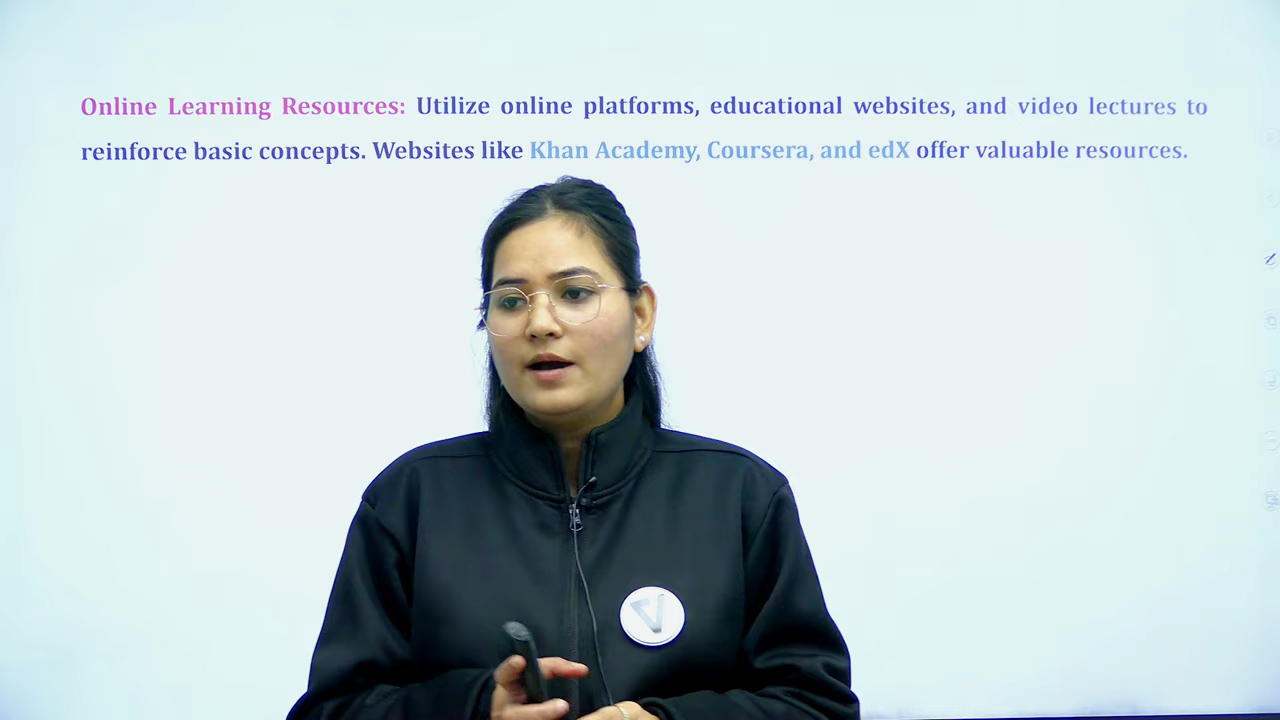 Online Learning Resources: Utilize online platforms, educational websites, and video lectures to
reinforce basic concepts. Websites like Khan Academy, Coursera, and edX offer valuable resources.
V